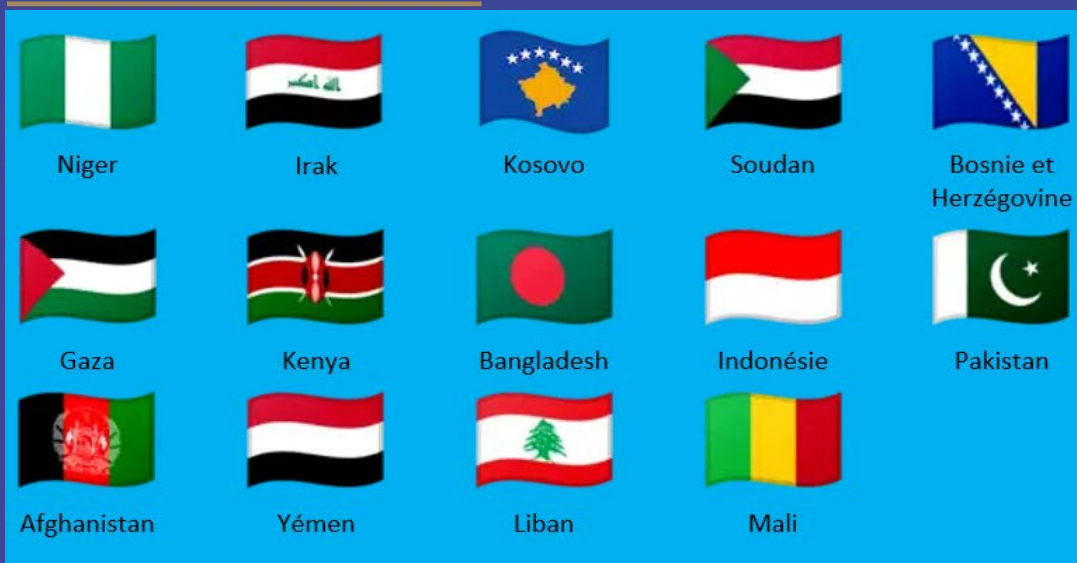 Niger
Irak
Kosovo
Soudan
Bosnie et
Herzégovine
Gaza
Kenya
Bangladesh
Indonésie
Pakistan
Afghanistan
Yémen
Liban
Mali